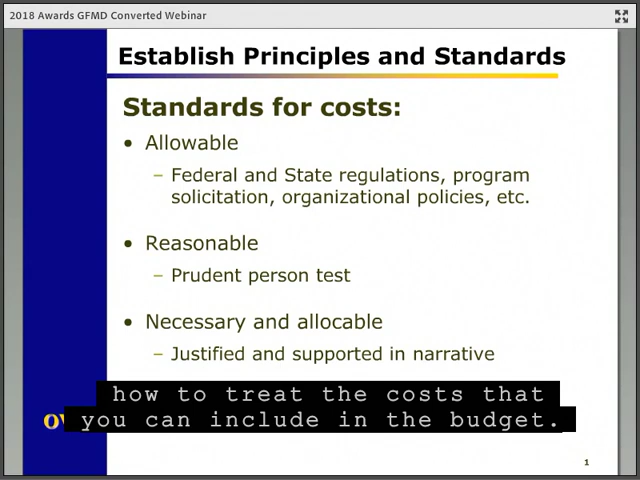 2018 Awards GFMD Converted Webinar
Establish Principles and Standards
Standards for costs:
• Allowable
– Federal and State regulations, program
solicitation, organizational policies, etc.
• Reasonable
– Prudent person test
• Necessary and allocable
– Justified and supported in narrative
how to treat the costs that
you can include in the budget.
1